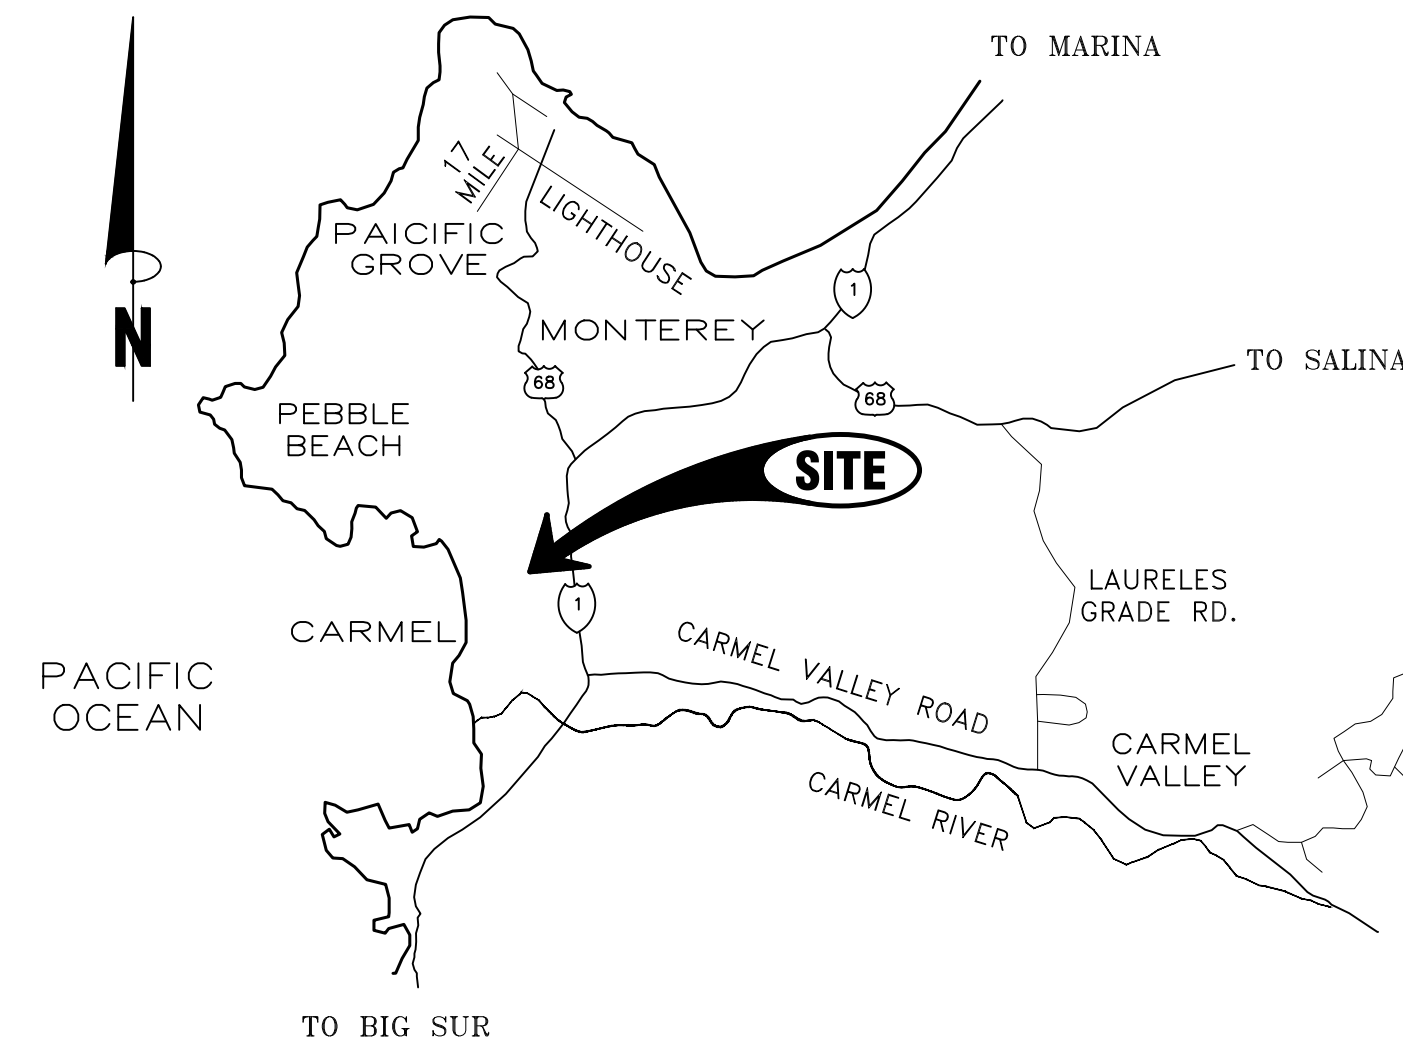 TO MARINA
17
MILE
LIGHTHOUSE
PAICIFIC
GROVE
1
N
MONTEREY
TO SALINA
68
68
PEBBLE
BEACH
SITE
LAURELES
GRADE RD.
1
CARMEL
CARMEL VALLEY ROAD
PACIFIC
OCEAN
CARMEL
VALLEY
CARMEL RIVER
TO BIG SUR